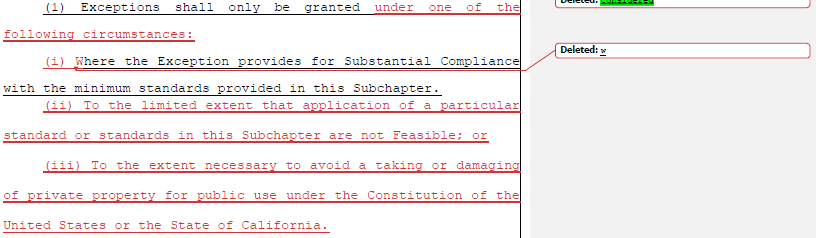 Deleted: considered
(1) Exceptions shall only be granted under one of the
following circumstances:
(i) Where the Exception provides for Substantial Compliance
Deleted: w
with the minimum standards provided in this Subchapter.
(ii) To the limited extent that application of a particular
standard or standards in this Subchapter are not Feasible; or
(iii) To the extent necessary to avoid a taking or damaging
of private property for public use under the Constitution of the
United States or the State of California.